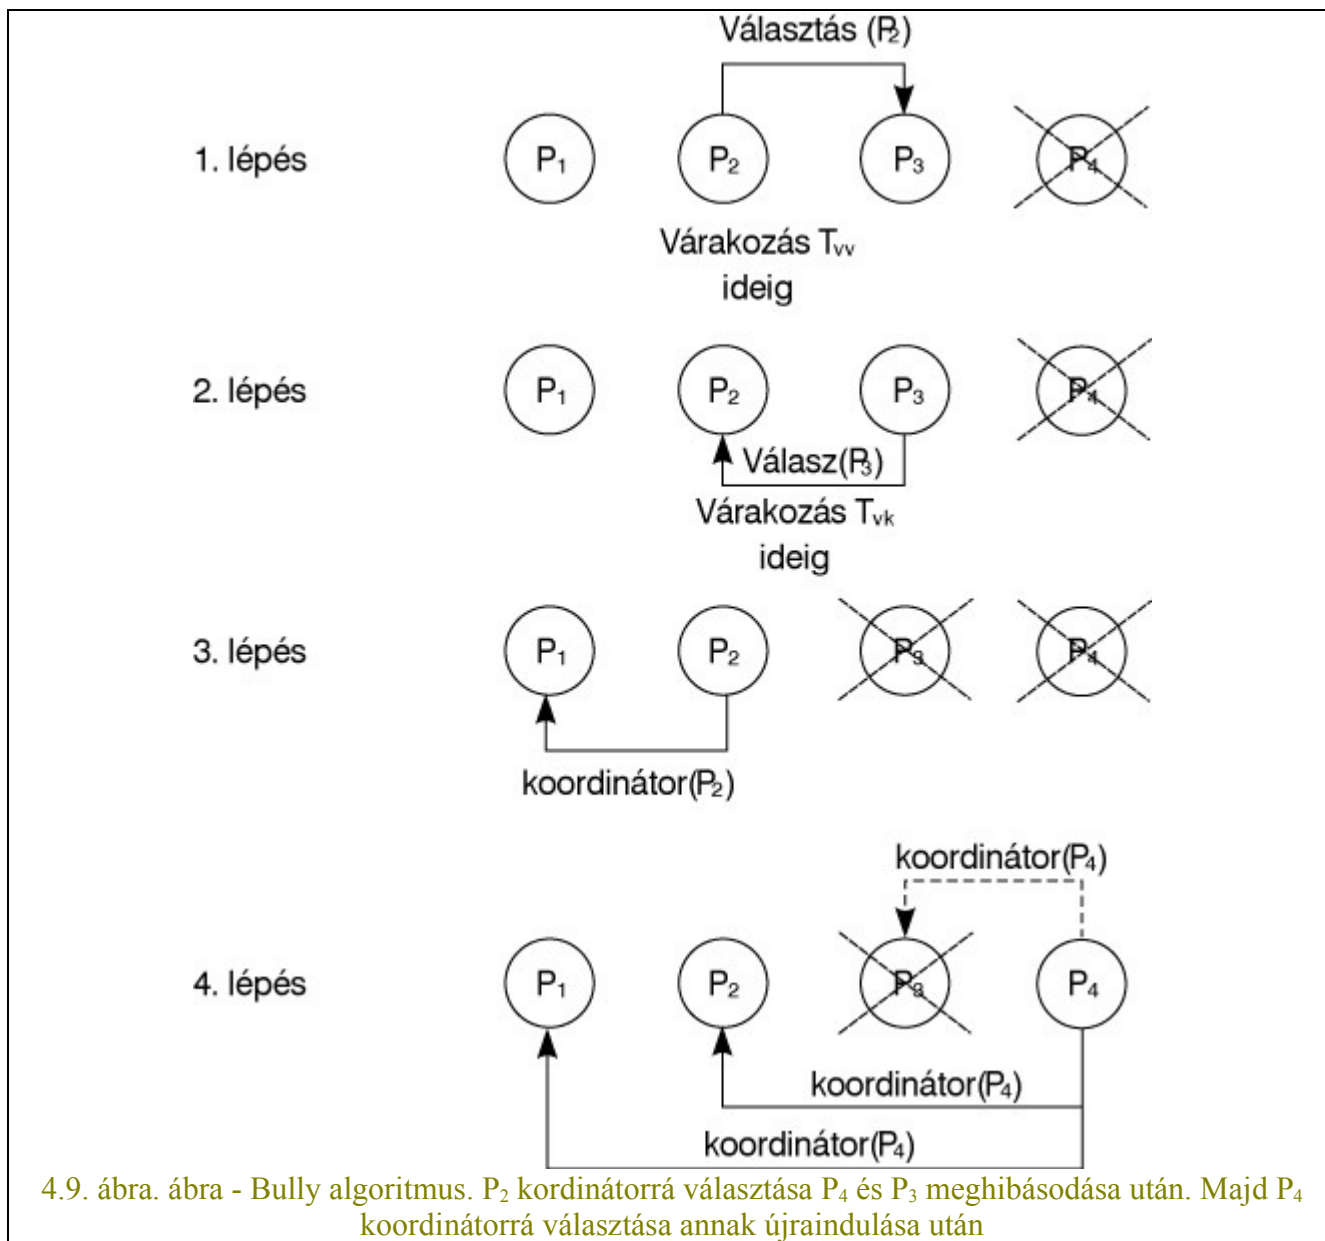 Választás (P₂)
1. lépés P₁ P₂ P₃ P₄
Várakozás Tᵥᵥ
ideig
2. lépés P₁ P₂ P₃ P₄
Válasz(P₃)
Várakozás Tᵥₖ
ideig
3. lépés P₁ P₂ P₃ P₄
koordinátor(P₂)
koordinátor(P₄)
4. lépés P₁ P₂ P₃ P₄
koordinátor(P₄)
koordinátor(P₄)
4.9. ábra. ábra - Bully algoritmus. P₂ kordinátorrá választása P₄ és P₃ meghibásodása után. Majd P₄
koordinátorrá választása annak újraindulása után